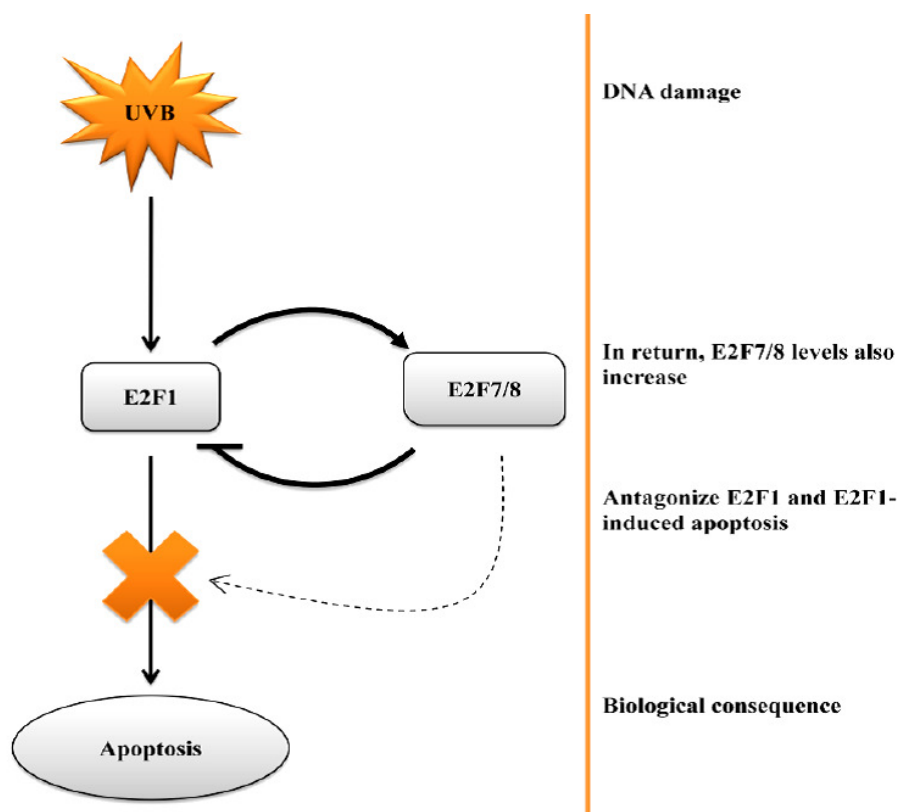 UVB
DNA damage
E2F1
E2F7/8
In return, E2F7/8 levels also
increase
Antagonize E2F1 and E2F1-
induced apoptosis
Apoptosis
Biological consequence